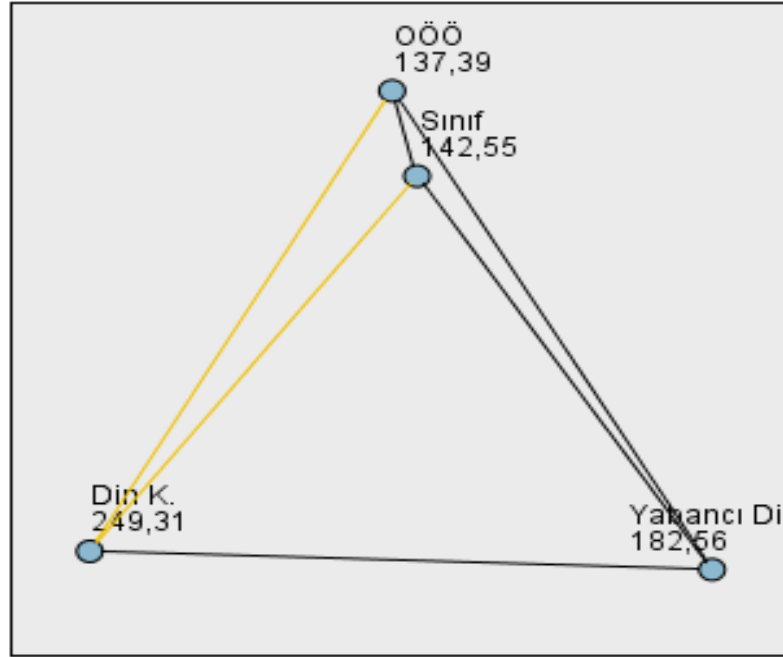 OÖÖ
137,39
Sınıf
142,55
Din K.
249,31
Yabancı Di
182,56